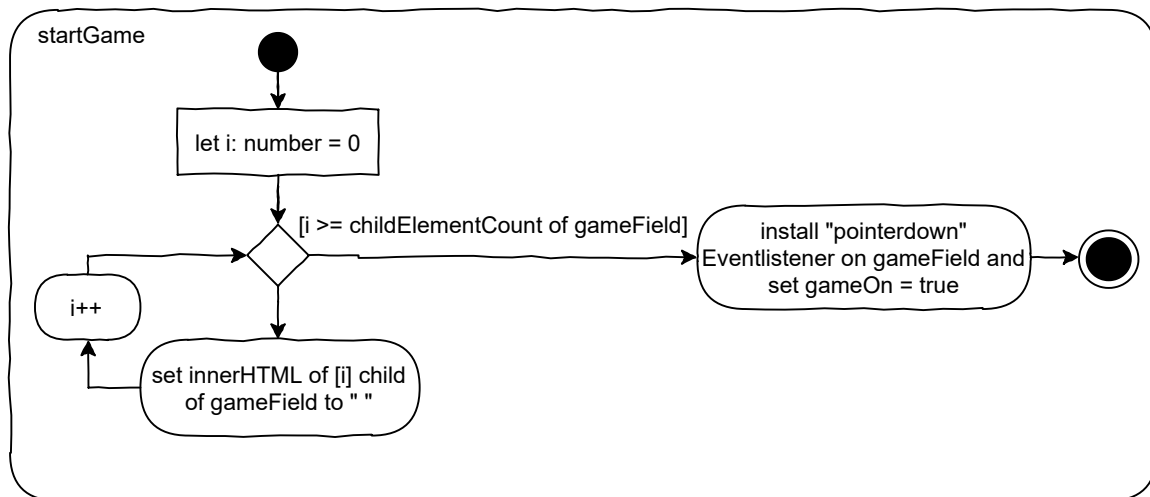 startGame
let i: number = 0
[i >= childElementCount of gameField]
install "pointerdown"
Eventlistener on gameField and
set gameOn = true
i++
set innerHTML of [i] child
of gameField to " "